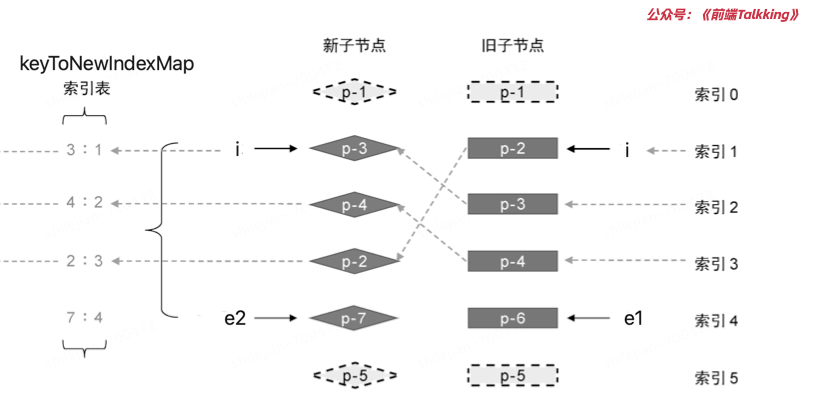 公众号：《前端Talkking》
新子节点 旧子节点
keyToNewIndexMap
索引表
p-1 p-1 索引 0
3 : 1 i p-3 p-2 i 索引 1
4 : 2 p-4 p-3 索引 2
2 : 3 p-2 p-4 索引 3
7 : 4 e2 p-7 p-6 e1 索引 4
p-5 p-5 索引 5